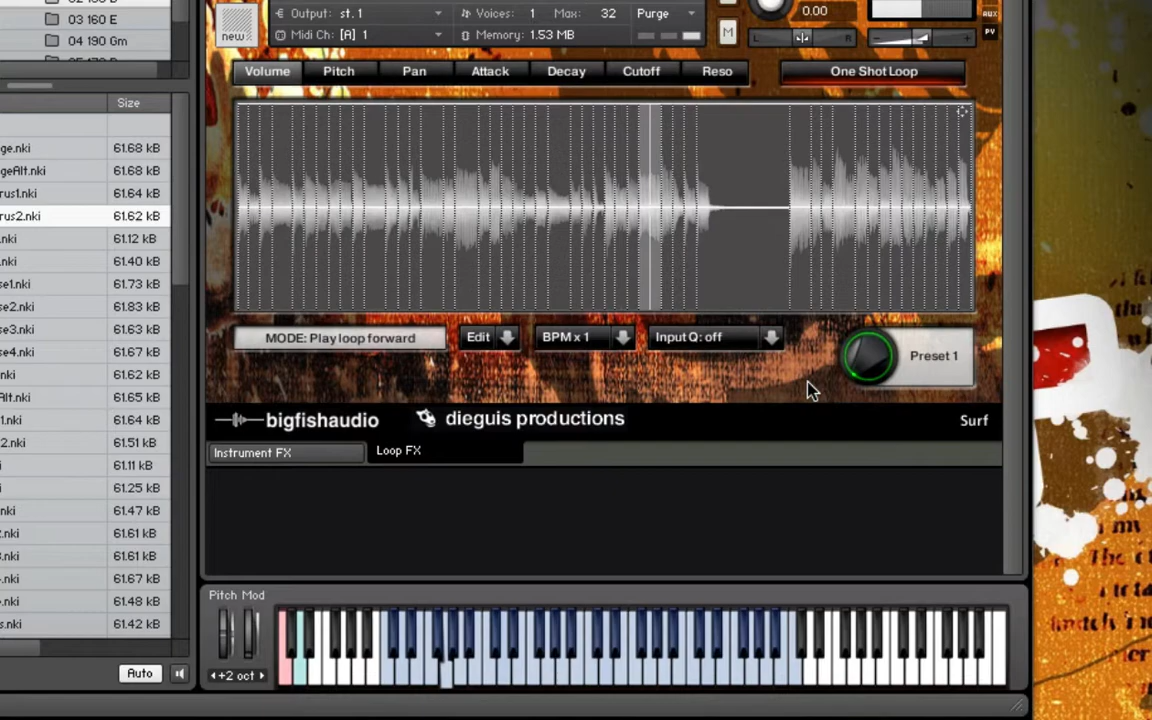 03 160 E
04 190 Gm
Size
ge.nki 61.68 kB
geAlt.nki 61.68 kB
rus1.nki 61.64 kB
rus2.nki 61.62 kB
.nki 61.12 kB
.nki 61.40 kB
se1.nki 61.73 kB
se2.nki 61.83 kB
se3.nki 61.63 kB
se4.nki 61.67 kB
nki 61.62 kB
Alt.nki 61.65 kB
1.nki 61.64 kB
2.nki 61.51 kB
i 61.11 kB
i 61.25 kB
nki 61.47 kB
.nki 61.61 kB
.nki 61.61 kB
.nki 61.67 kB
.nki 61.48 kB
s.nki 61.42 kB
Auto
new
Output: st. 1 Voices: 1 Max: 32 Purge
Midi Ch: [A] 1 Memory: 1.53 MB
M
0.00
L R
- +
AUX
PV
Volume Pitch Pan Attack Decay Cutoff Reso One Shot Loop
MODE: Play loop forward Edit BPM x 1 Input Q: off Preset 1
bigfishaudio dieguis productions Surf
Instrument FX Loop FX
Pitch Mod
+2 oct